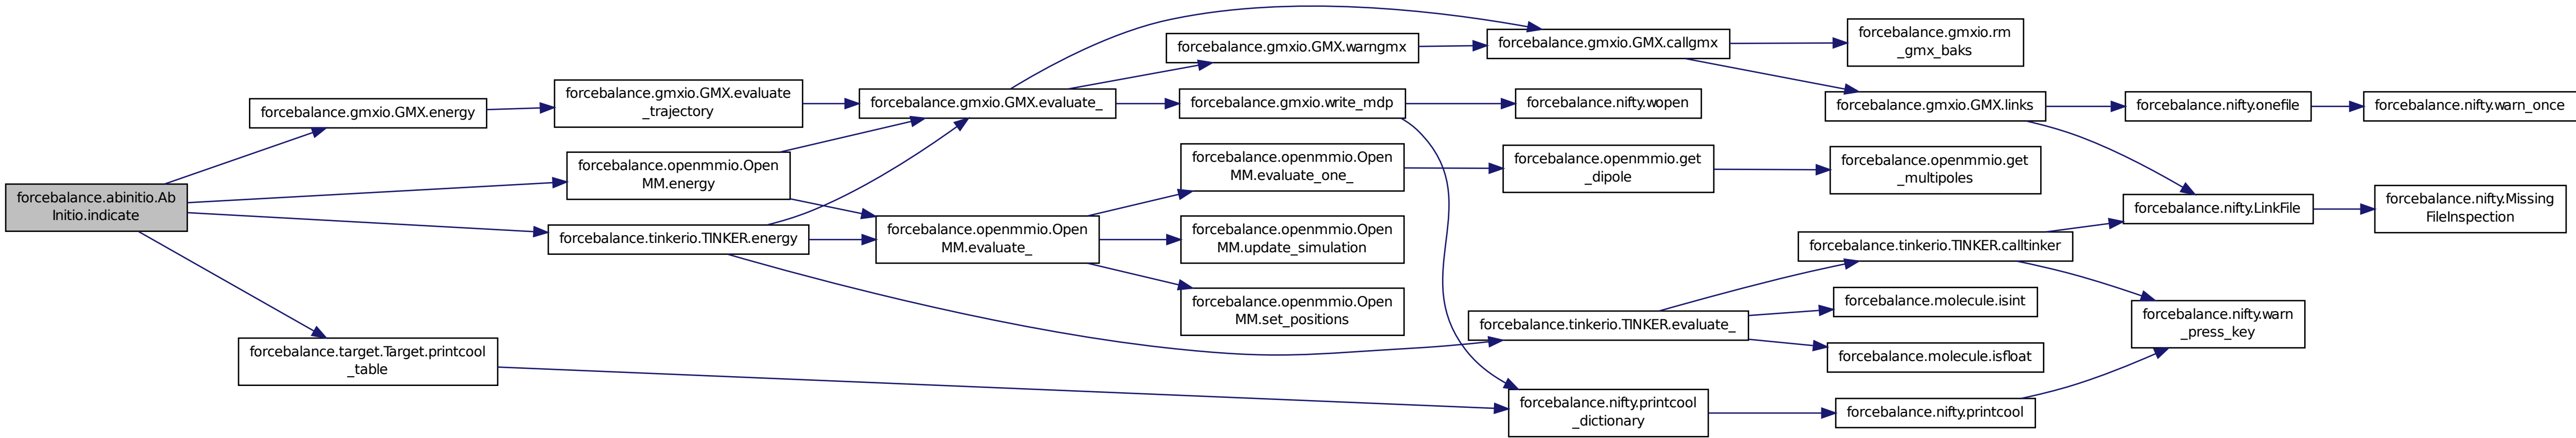 forcebalance.abinitio.Ab
Initio.indicate
forcebalance.gmxio.GMX.energy
forcebalance.openmmio.Open
MM.energy
forcebalance.tinkerio.TINKER.energy
forcebalance.target.Target.printcool
_table
forcebalance.gmxio.GMX.evaluate
_trajectory
forcebalance.gmxio.GMX.evaluate_
forcebalance.openmmio.Open
MM.evaluate_
forcebalance.gmxio.GMX.warngmx
forcebalance.gmxio.write_mdp
forcebalance.openmmio.Open
MM.evaluate_one_
forcebalance.openmmio.Open
MM.update_simulation
forcebalance.openmmio.Open
MM.set_positions
forcebalance.gmxio.GMX.callgmx
forcebalance.nifty.wopen
forcebalance.openmmio.get
_dipole
forcebalance.tinkerio.TINKER.evaluate_
forcebalance.nifty.printcool
_dictionary
forcebalance.gmxio.rm
_gmx_baks
forcebalance.gmxio.GMX.links
forcebalance.openmmio.get
_multipoles
forcebalance.tinkerio.TINKER.calltinker
forcebalance.molecule.isint
forcebalance.molecule.isfloat
forcebalance.nifty.printcool
forcebalance.nifty.onefile
forcebalance.nifty.LinkFile
forcebalance.nifty.warn
_press_key
forcebalance.nifty.warn_once
forcebalance.nifty.Missing
FileInspection